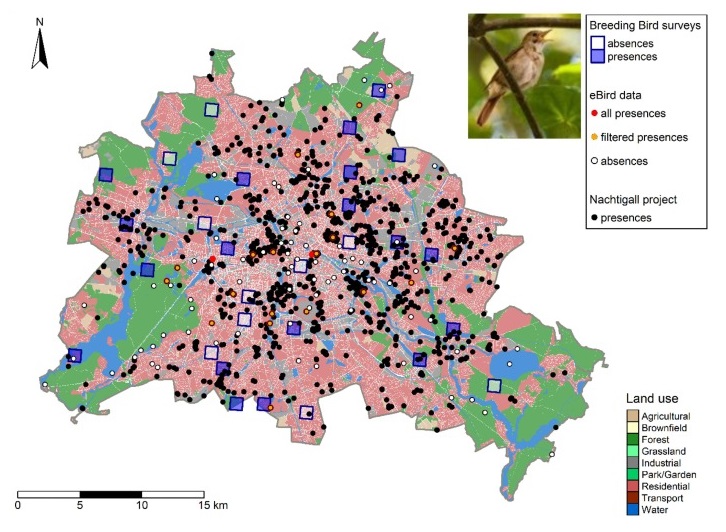 N
Breeding Bird surveys
absences
presences
eBird data
all presences
filtered presences
absences
Nachtigall project
presences
Land use
Agricultural
Brownfield
Forest
Grassland
Industrial
Park/Garden
Residential
Transport
Water
0 5 10 15 km